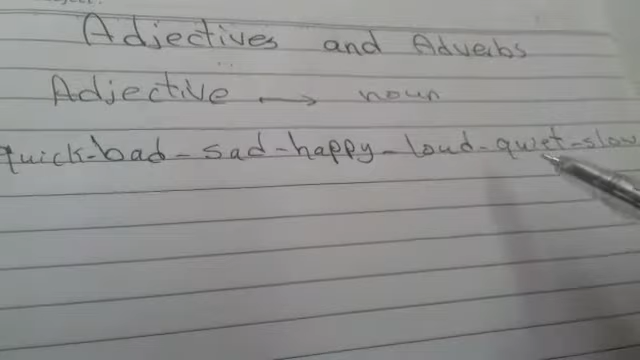 Adjectives and Adverbs
Adjective → noun
quick-bad-sad-happy-loud-quiet-slow